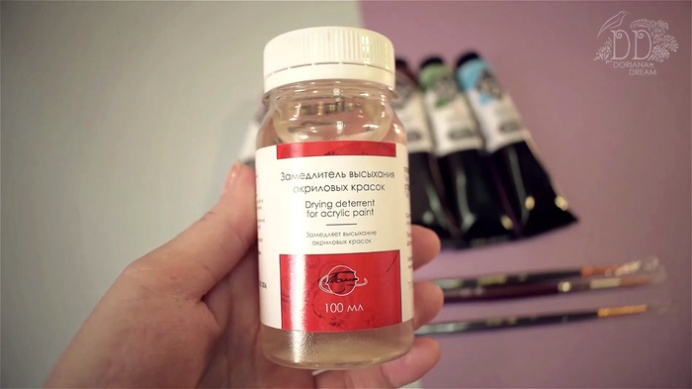 DD
DORIANA
DREAM
Замедлитель высыхания
акриловых красок
Drying deterrent
for acrylic paint
Замедляет высыхание
акриловых красок
100 мл